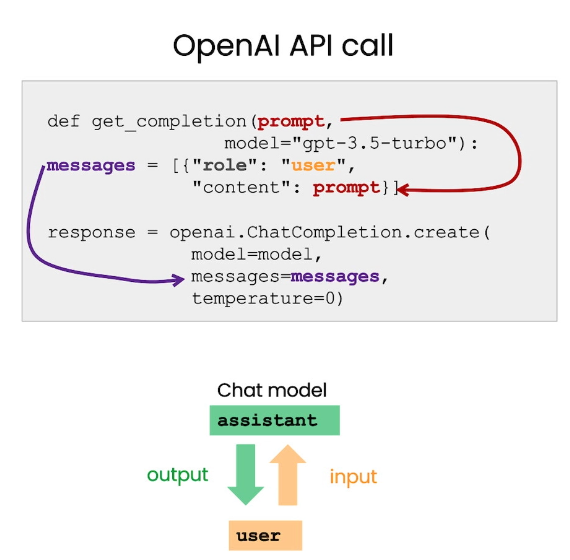 OpenAI API call
def get_completion(prompt,
model="gpt-3.5-turbo"):
messages = [{"role": "user",
"content": prompt}]
response = openai.ChatCompletion.create(
model=model,
messages=messages,
temperature=0)
Chat model
assistant
output
input
user